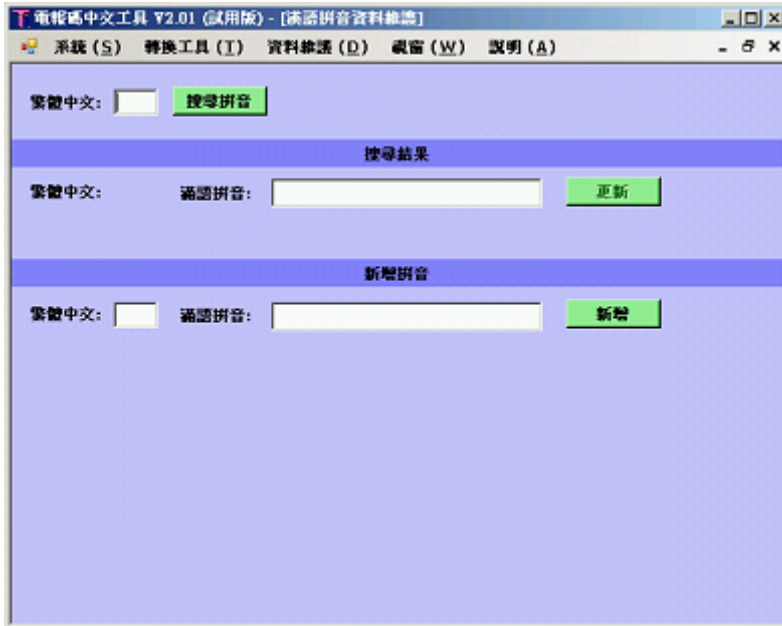 電報碼中文工具 V2.01 (試用版) - [漢語拼音資料維護]
系統 (S) 轉換工具 (T) 資料維護 (D) 視窗 (W) 說明 (A)
繁體中文: 搜尋拼音
搜尋結果
繁體中文: 漢語拼音: 更新
新增拼音
繁體中文: 漢語拼音: 新增